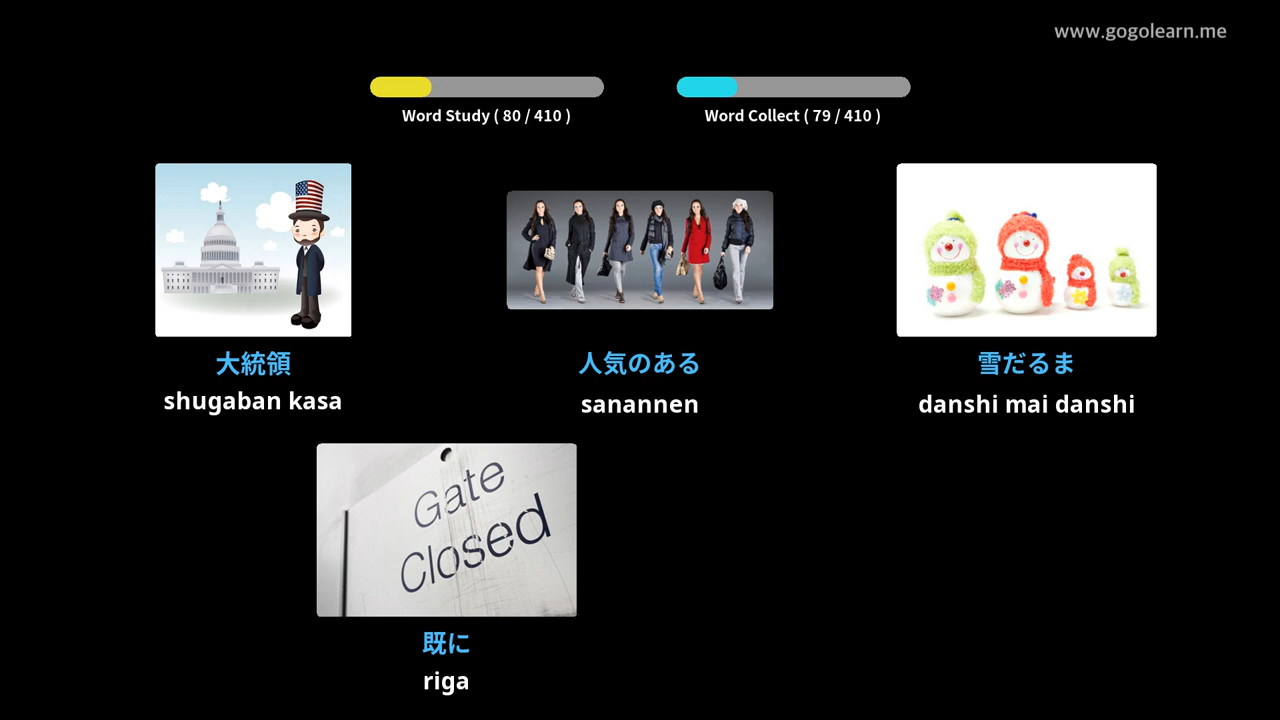 www.gogolearn.me
Word Study ( 80 / 410 )
Word Collect ( 79 / 410 )
大統領
shugaban kasa
人気のある
sanannen
雪だるま
danshi mai danshi
Gate
Closed
既に
riga